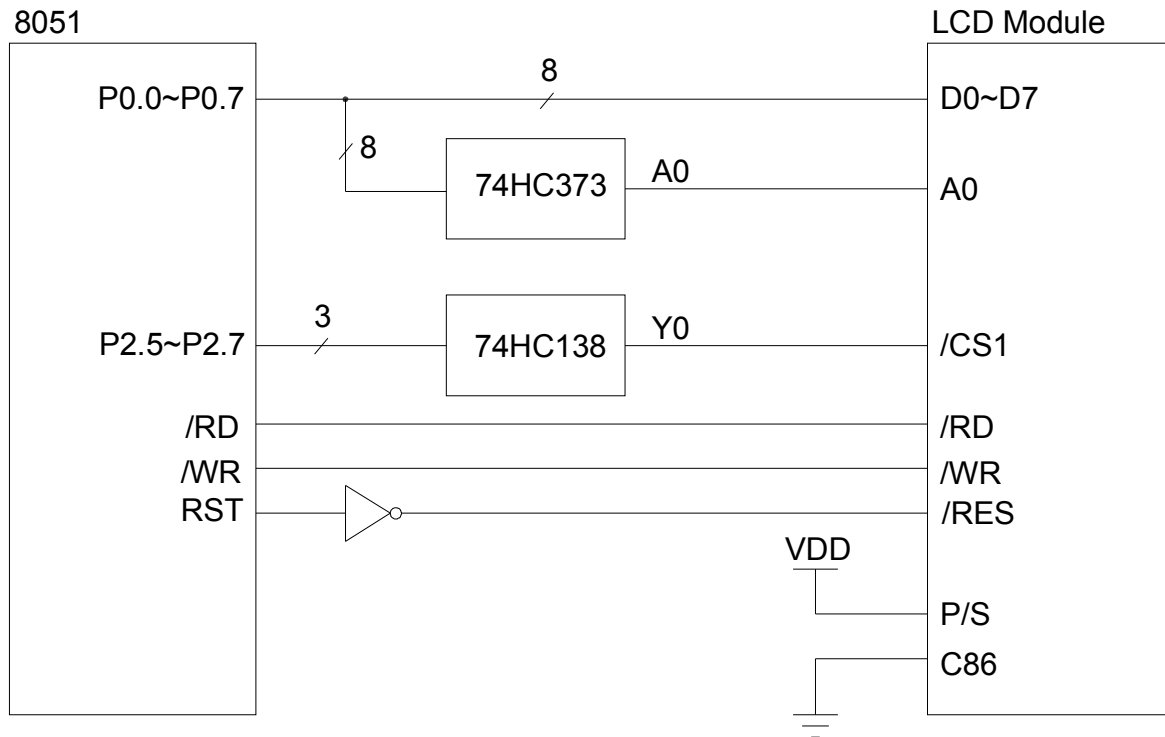 8051
LCD Module
P0.0~P0.7
8
D0~D7
8
74HC373
A0
A0
P2.5~P2.7
3
74HC138
Y0
/CS1
/RD
/RD
/WR
/WR
RST
/RES
VDD
P/S
C86